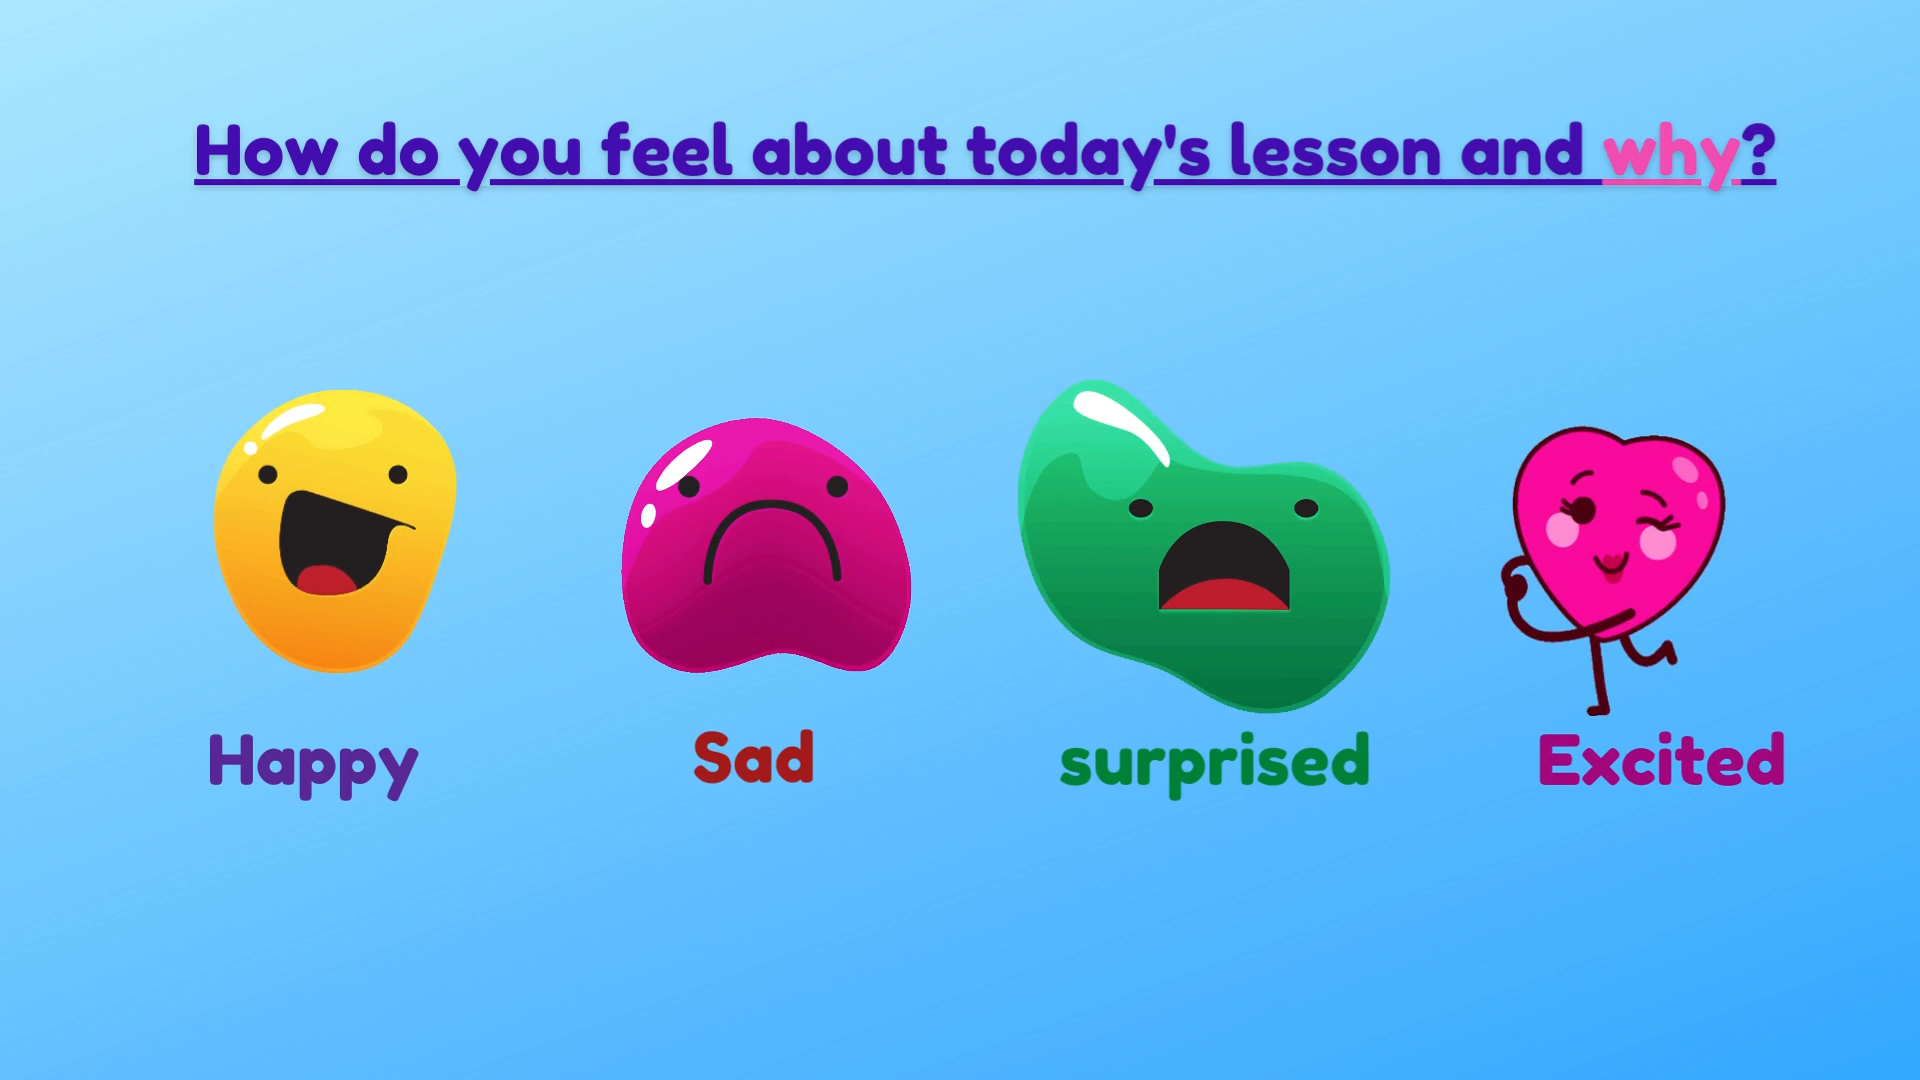 How do you feel about today's lesson and why?
Happy
Sad
surprised
Excited